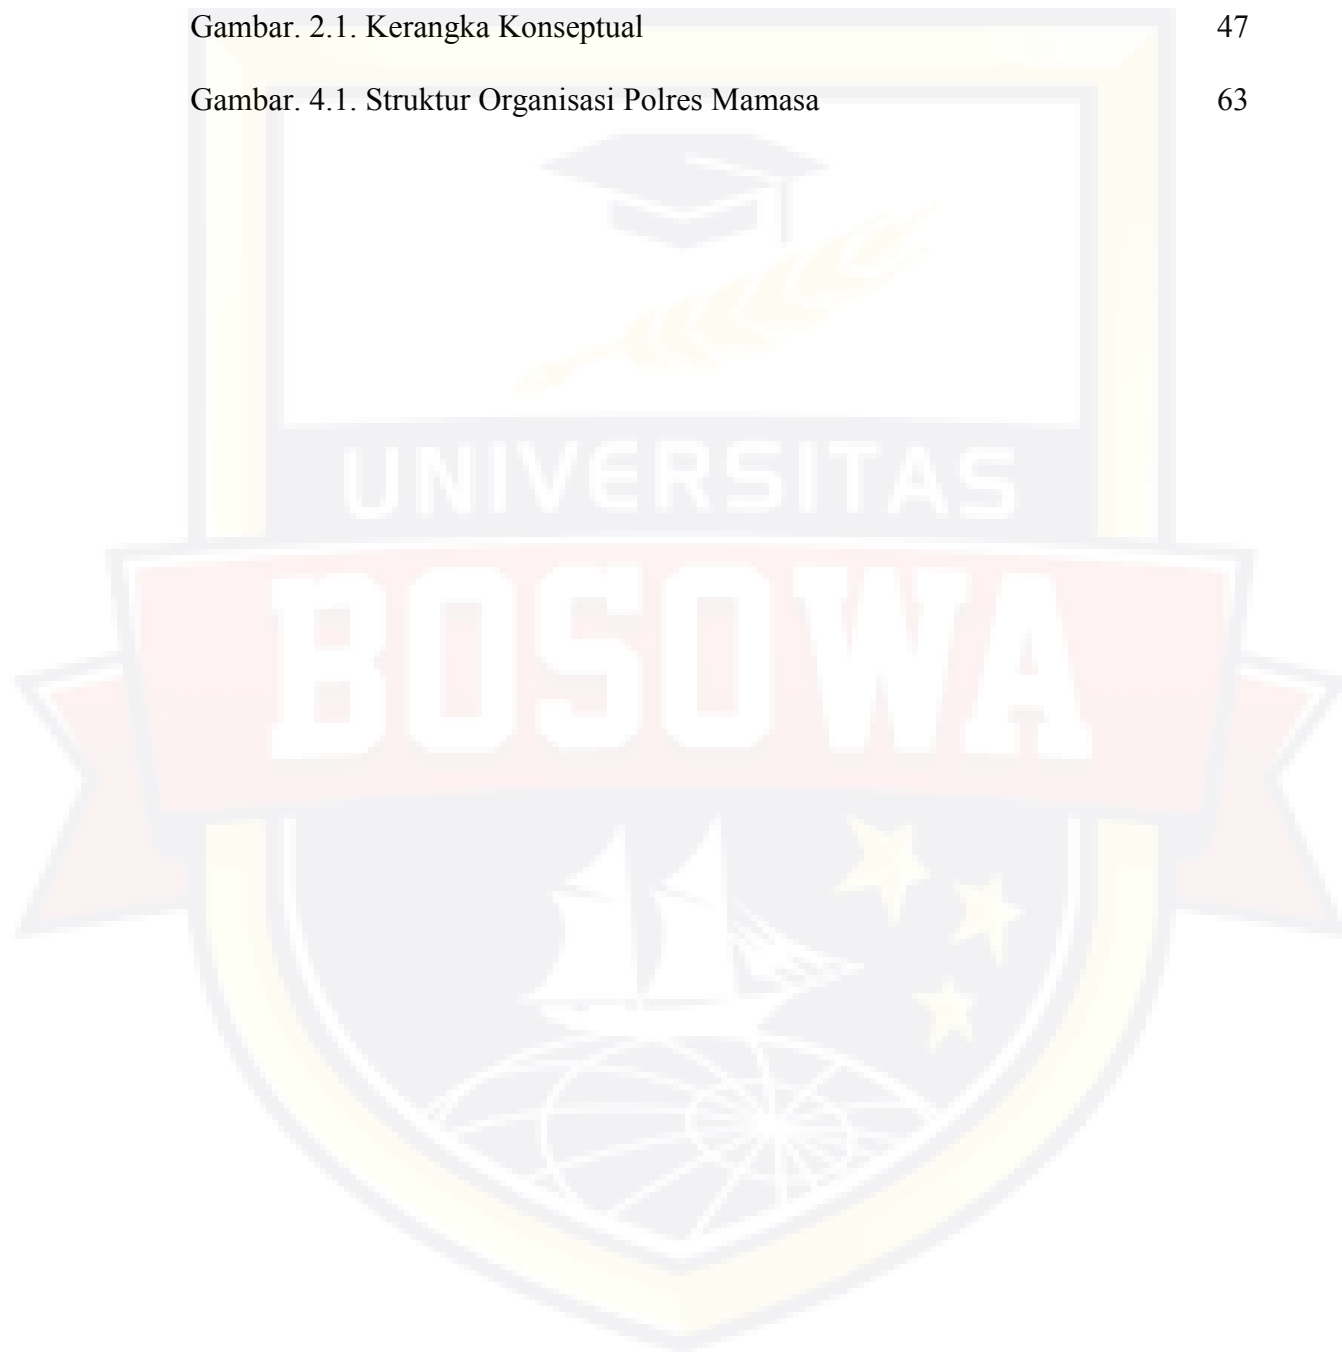 Gambar. 2.1. Kerangka Konseptual 47
Gambar. 4.1. Struktur Organisasi Polres Mamasa 63
UNIVERSITAS
BOSOWA